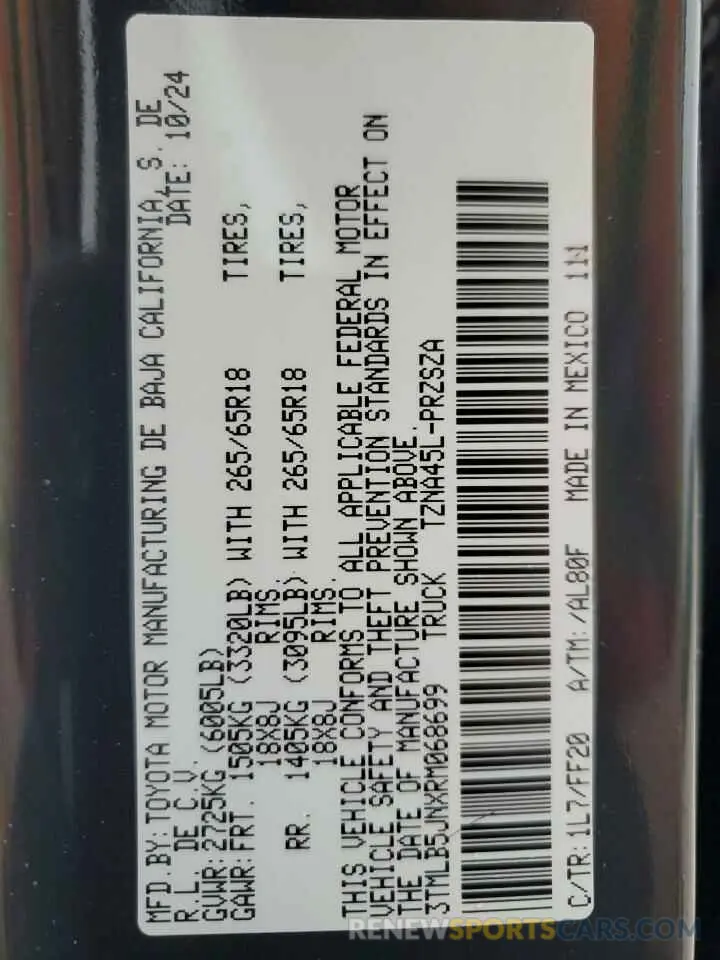 MFD.BY:TOYOTA MOTOR MANUFACTURING DE BAJA CALIFORNIA, S. DE
R.L. DE C.V. DATE: 10/24
GVWR:2725KG (6005LB)
GAWR:FRT. 1505KG (3320LB) WITH 265/65R18 TIRES,
18X8J RIMS.
RR. 1405KG (3095LB) WITH 265/65R18 TIRES,
18X8J RIMS.
THIS VEHICLE CONFORMS TO ALL APPLICABLE FEDERAL MOTOR
VEHICLE SAFETY AND THEFT PREVENTION STANDARDS IN EFFECT ON
THE DATE OF MANUFACTURE SHOWN ABOVE.
3TMLB5JNXRM068699 TRUCK TZNA45L-PRZSZA
C/TR:1L7/FF20 A/TM:/AL80F MADE IN MEXICO 111
RENEWSPORTSCARS.COM